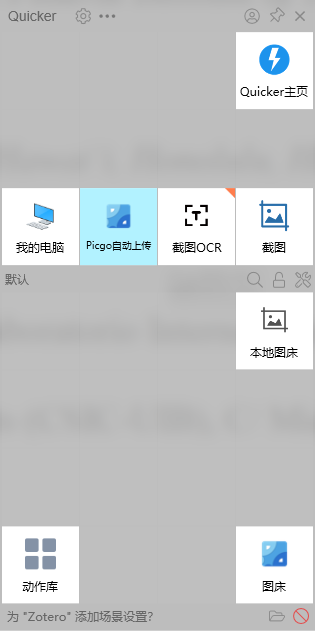 Quicker
Quicker主页
我的电脑
Picgo自动上传
截图OCR
截图
默认
本地图床
动作库
图床
为 "Zotero" 添加场景设置?